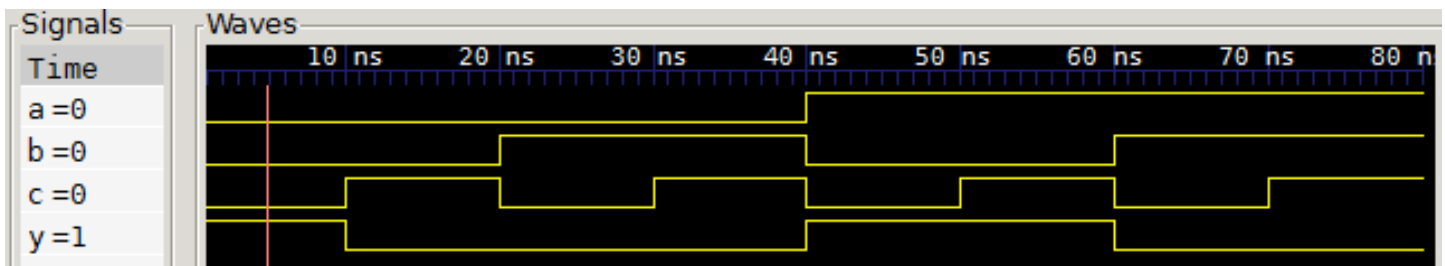 Signals Waves
Time 10 ns 20 ns 30 ns 40 ns 50 ns 60 ns 70 ns 80 n
a =0
b =0
c =0
y =1